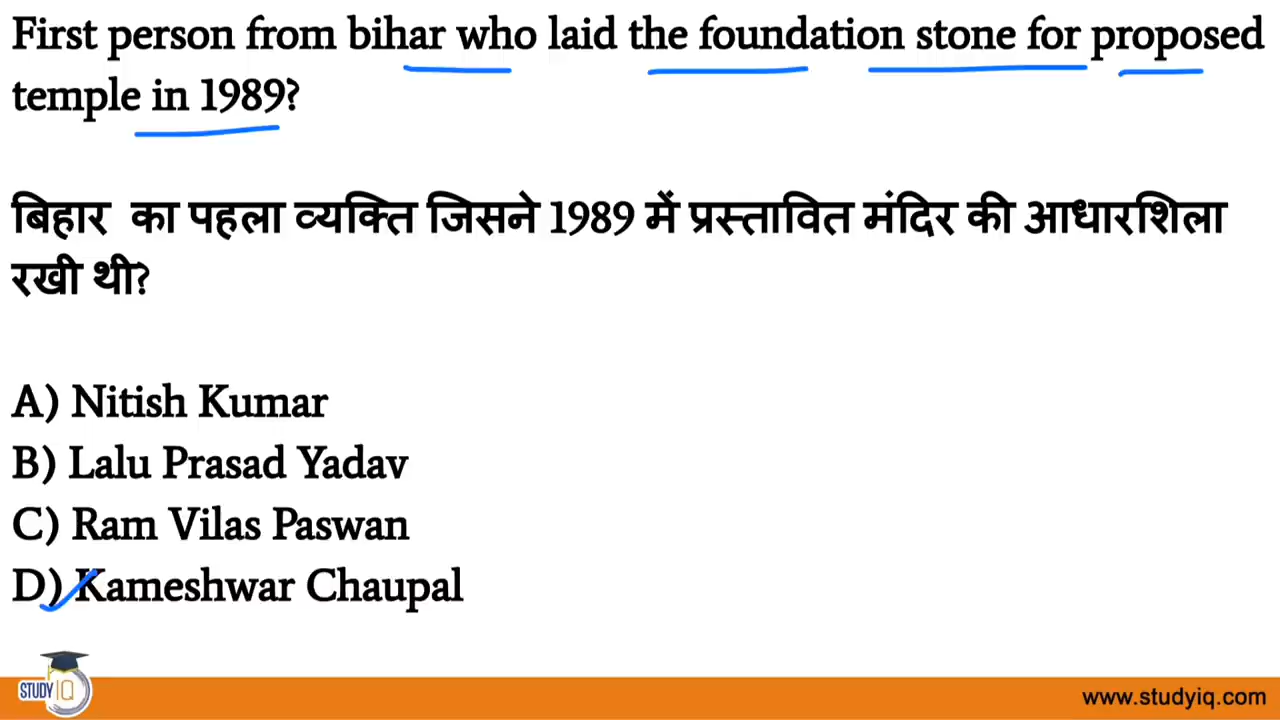 First person from bihar who laid the foundation stone for proposed
temple in 1989?
बिहार का पहला व्यक्ति जिसने 1989 में प्रस्तावित मंदिर की आधारशिला
रखी थी?
A) Nitish Kumar
B) Lalu Prasad Yadav
C) Ram Vilas Paswan
D) Kameshwar Chaupal
STUDY IQ
www.studyiq.com